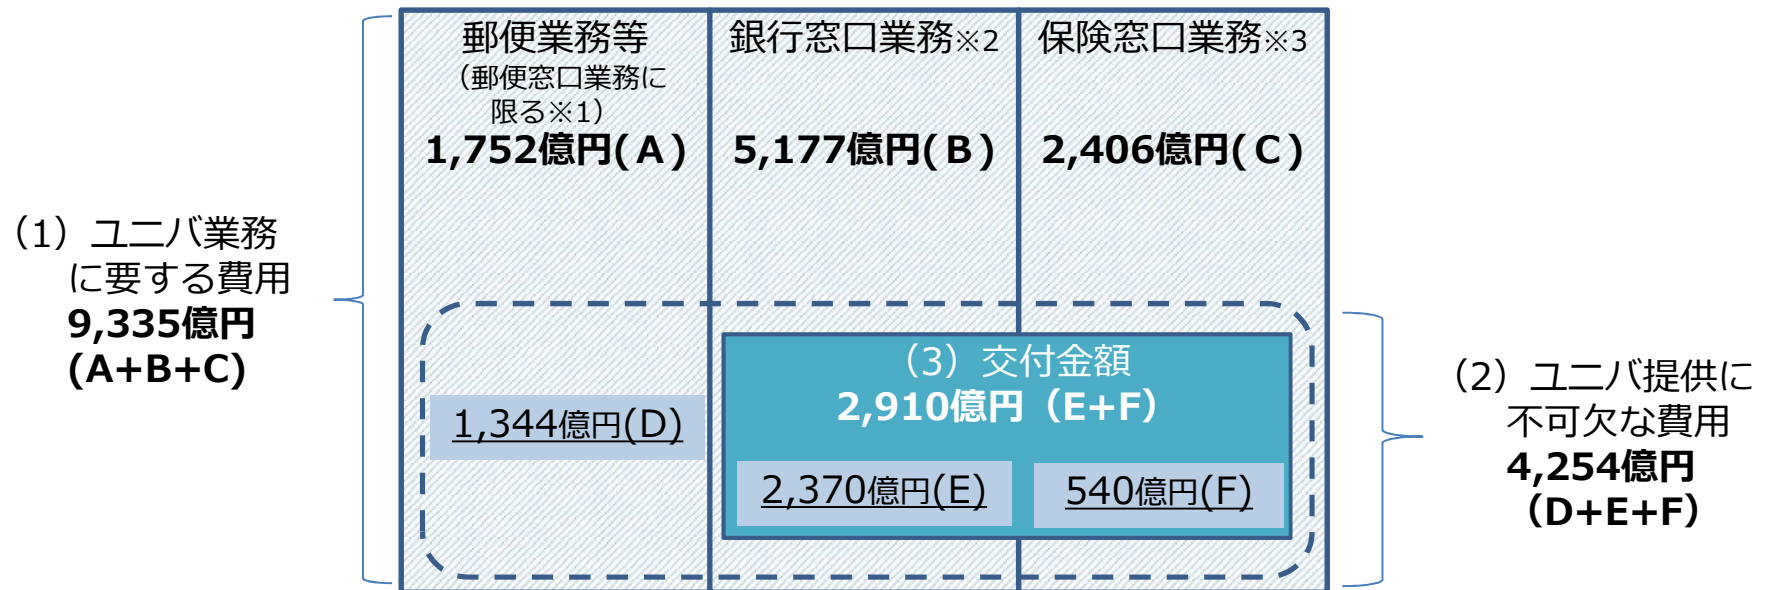 郵便業務等
（郵便窓口業務に
限る※1）
1,752億円(A)
銀行窓口業務※2
5,177億円(B)
保険窓口業務※3
2,406億円(C)
（1）ユニバ業務
に要する費用
9,335億円
(A+B+C)
（3）交付金額
2,910億円（E+F）
1,344億円(D)
2,370億円(E)
540億円(F)
（2）ユニバ提供に
不可欠な費用
4,254億円
（D+E+F）